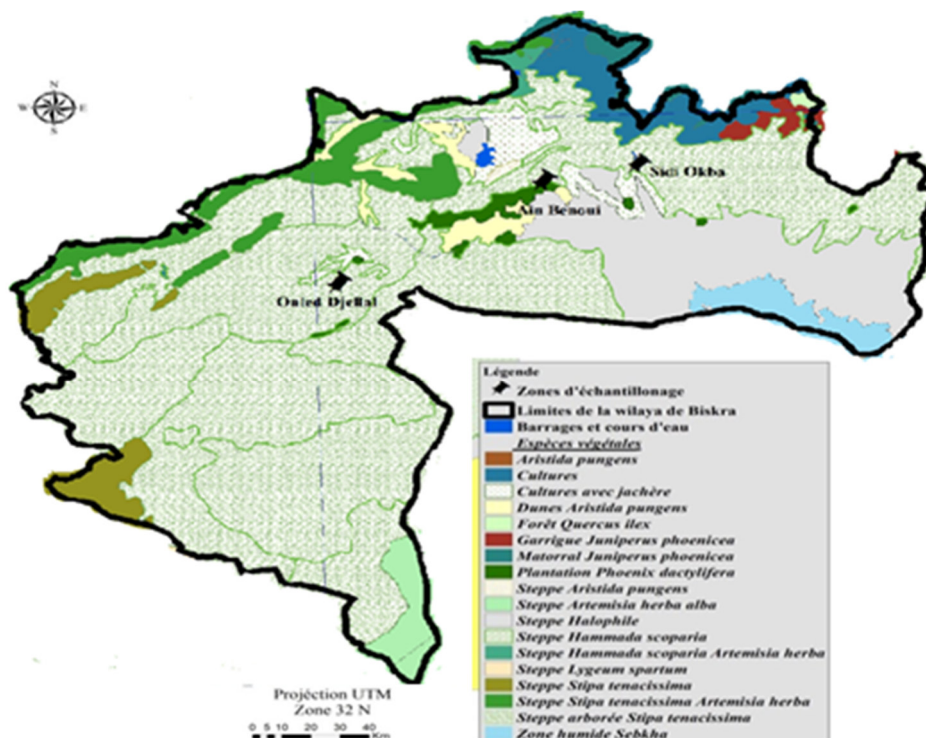 N
W E
S
Sidi Okba
Ain Benoui
Ouled Djellal
Légende
Zones d'échantillonage
Limites de la wilaya de Biskra
Barrages et cours d'eau
Espèces végétales
Aristida pungens
Cultures
Cultures avec jachère
Dunes Aristida pungens
Forêt Quercus ilex
Garrigue Juniperus phoenicea
Matorral Juniperus phoenicea
Plantation Phoenix dactylifera
Steppe Aristida pungens
Steppe Artemisia herba alba
Steppe Halophile
Steppe Hammada scoparia
Steppe Hammada scoparia Artemisia herba
Steppe Lygeum spartum
Steppe Stipa tenacissima
Steppe Stipa tenacissima Artemisia herba
Steppe arborée Stipa tenacissima
Zone humide Sebkha
Projéction UTM
Zone 32 N
0 5 10 20 30 40
Km